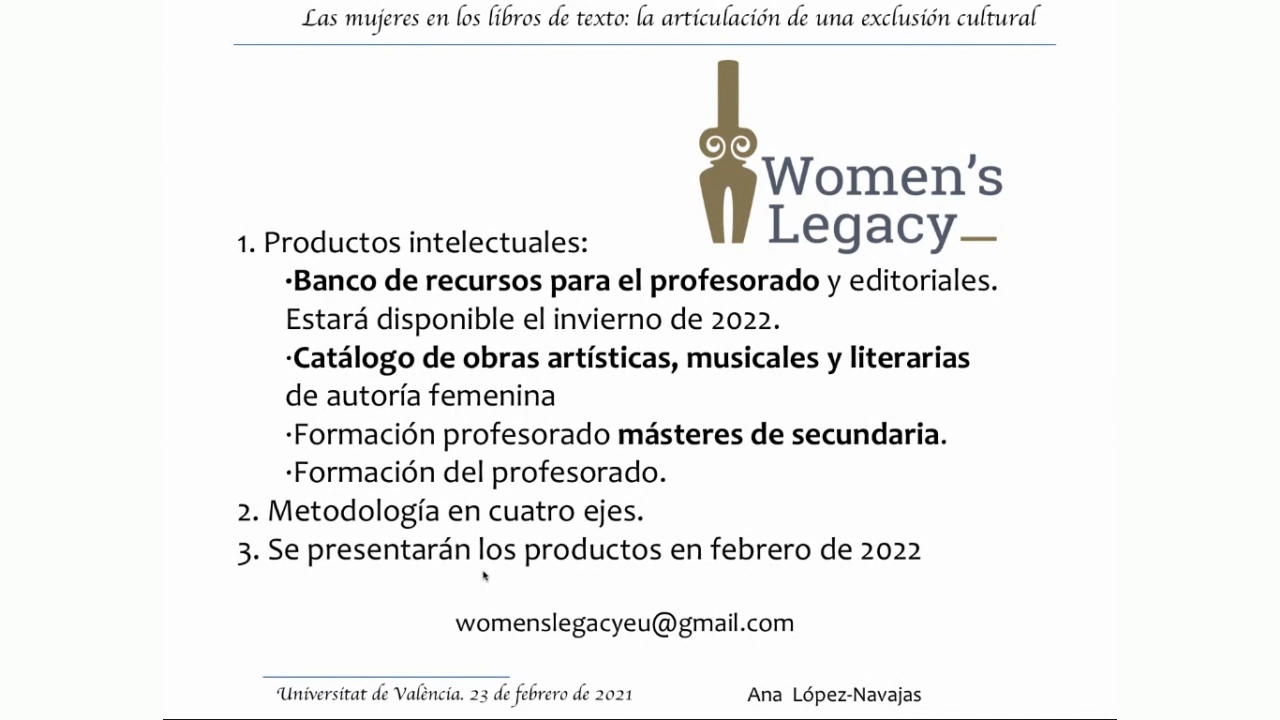 Las mujeres en los libros de texto: la articulación de una exclusión cultural
Women's
Legacy
1. Productos intelectuales:
·Banco de recursos para el profesorado y editoriales.
Estará disponible el invierno de 2022.
·Catálogo de obras artísticas, musicales y literarias
de autoría femenina
·Formación profesorado másteres de secundaria.
·Formación del profesorado.
2. Metodología en cuatro ejes.
3. Se presentarán los productos en febrero de 2022
womenslegacyeu@gmail.com
Universitat de València. 23 de febrero de 2021
Ana López-Navajas